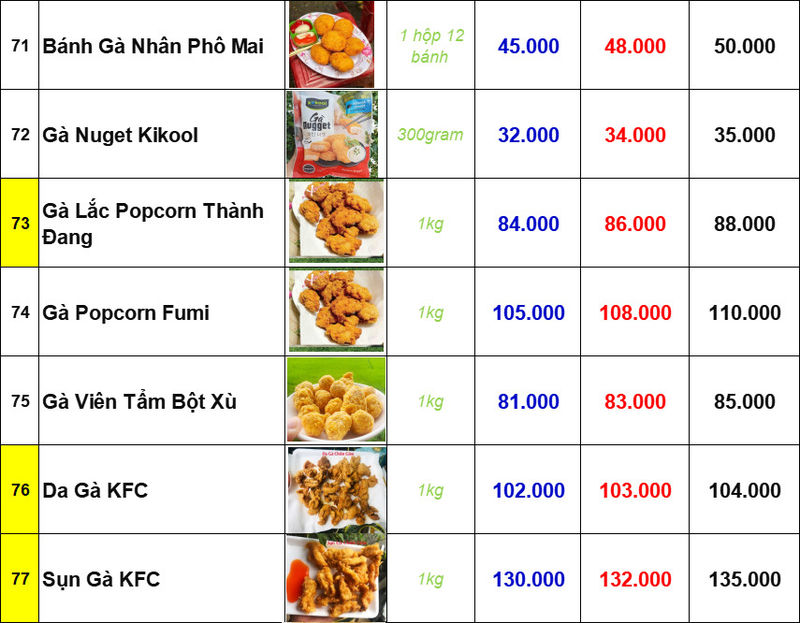 71 Bánh Gà Nhân Phô Mai 1 hộp 12 bánh 45.000 48.000 50.000
72 Gà Nuget Kikool 300gram 32.000 34.000 35.000
Gà
Nugget
73 Gà Lắc Popcorn Thành Đang 1kg 84.000 86.000 88.000
74 Gà Popcorn Fumi 1kg 105.000 108.000 110.000
75 Gà Viên Tẩm Bột Xù 1kg 81.000 83.000 85.000
76 Da Gà KFC 1kg 102.000 103.000 104.000
77 Sụn Gà KFC 1kg 130.000 132.000 135.000